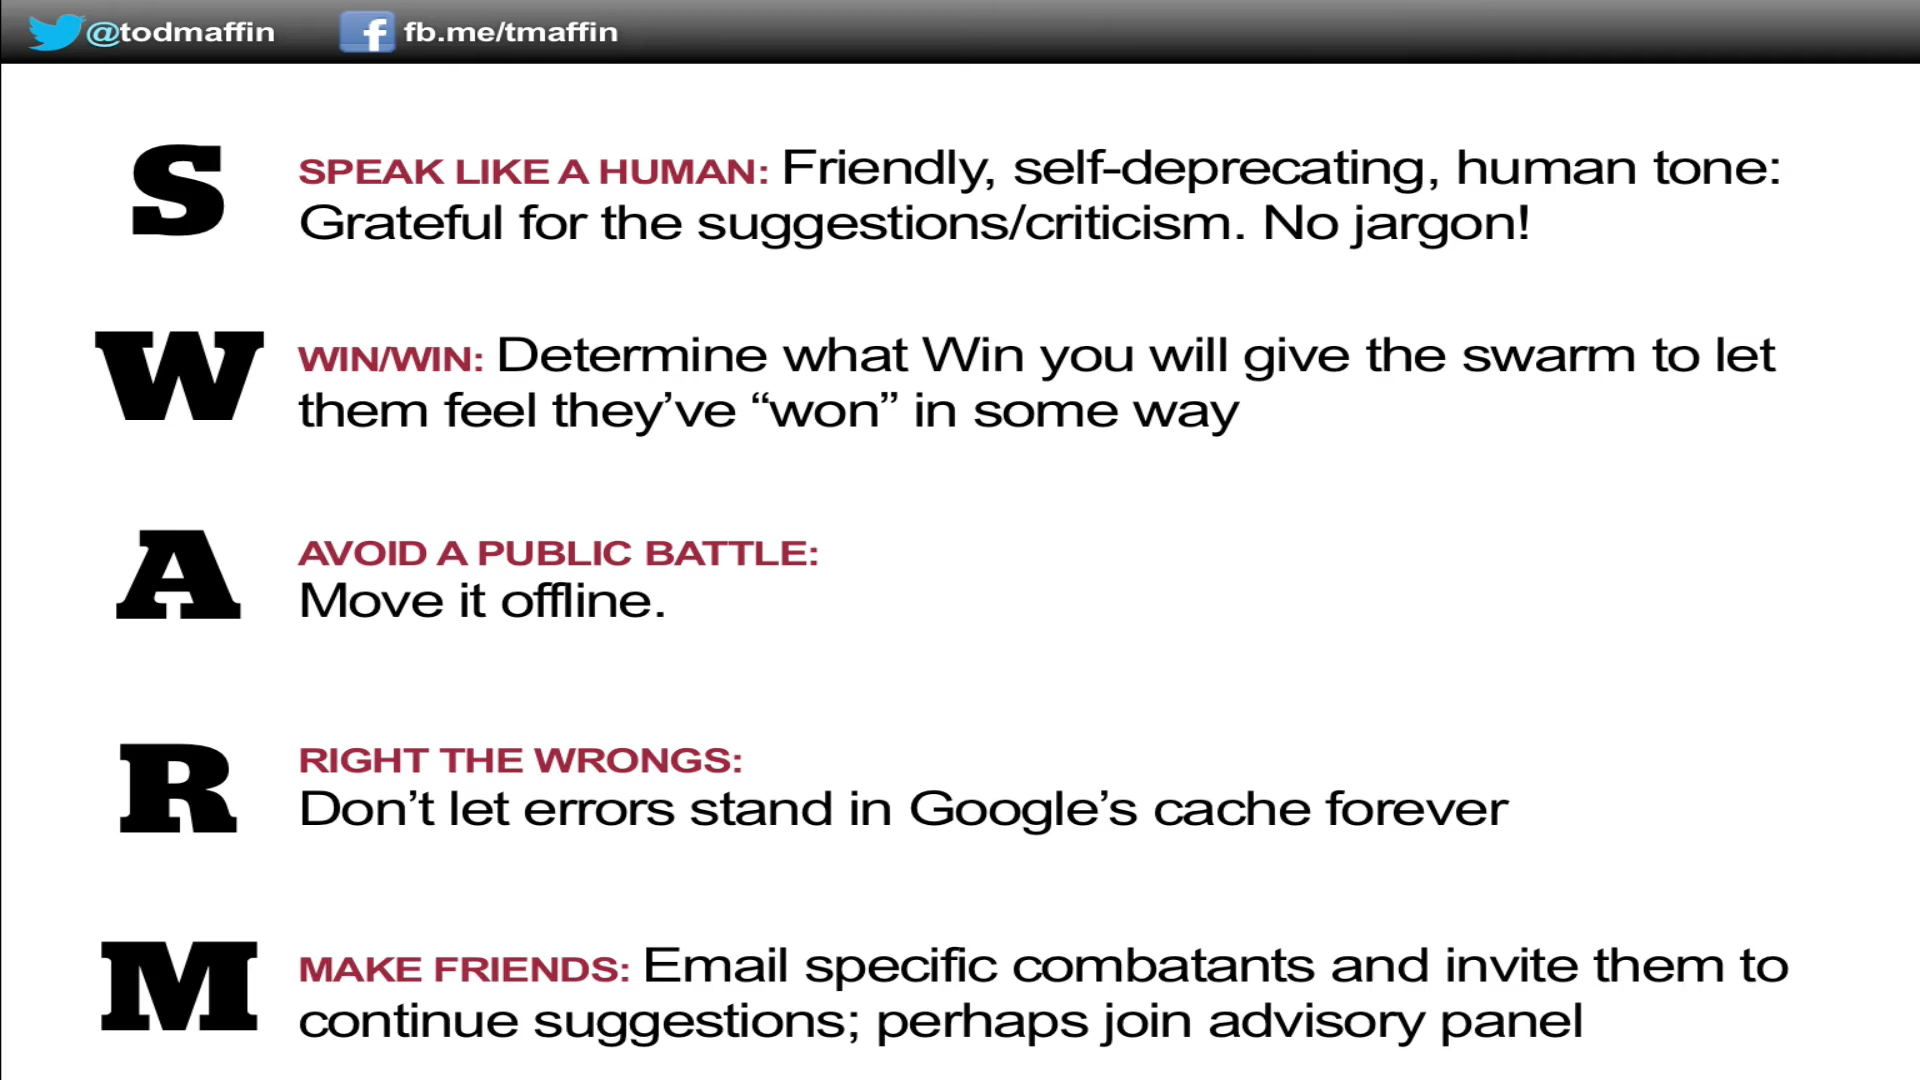 @todmaffin fb.me/tmaffin
S
SPEAK LIKE A HUMAN: Friendly, self-deprecating, human tone:
Grateful for the suggestions/criticism. No jargon!
W
WIN/WIN: Determine what Win you will give the swarm to let
them feel they’ve “won” in some way
A
AVOID A PUBLIC BATTLE:
Move it offline.
R
RIGHT THE WRONGS:
Don’t let errors stand in Google’s cache forever
M
MAKE FRIENDS: Email specific combatants and invite them to
continue suggestions; perhaps join advisory panel